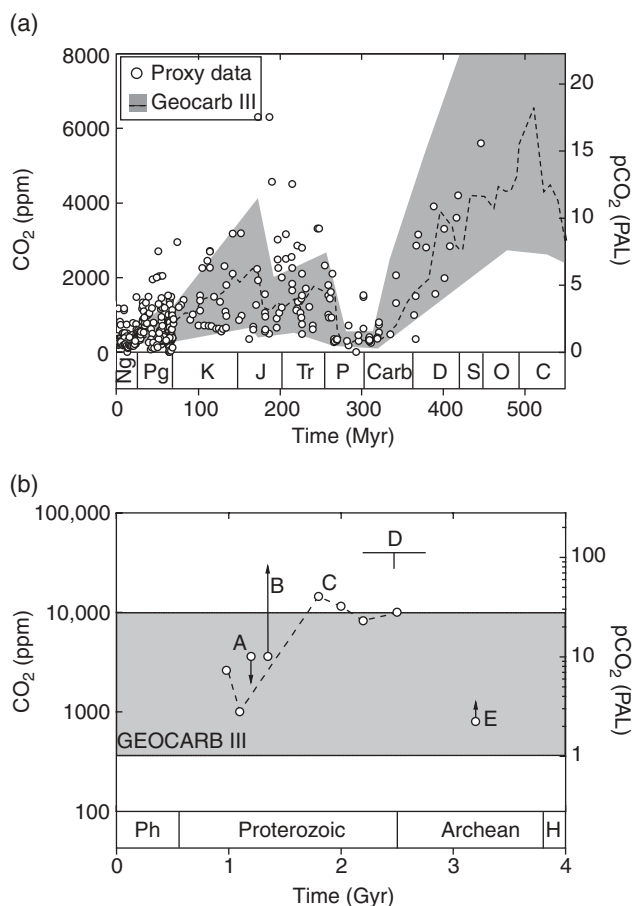 (a)
8000
6000
4000
2000
0
CO₂ (ppm)
Proxy data
Geocarb III
20
15
10
5
0
pCO₂ (PAL)
Ng Pg K J Tr P Carb D S O C
0 100 200 300 400 500
Time (Myr)
(b)
100,000
10,000
1000
100
CO₂ (ppm)
A
B
C
D
E
GEOCARB III
100
10
1
pCO₂ (PAL)
Ph Proterozoic Archean H
0 1 2 3 4
Time (Gyr)